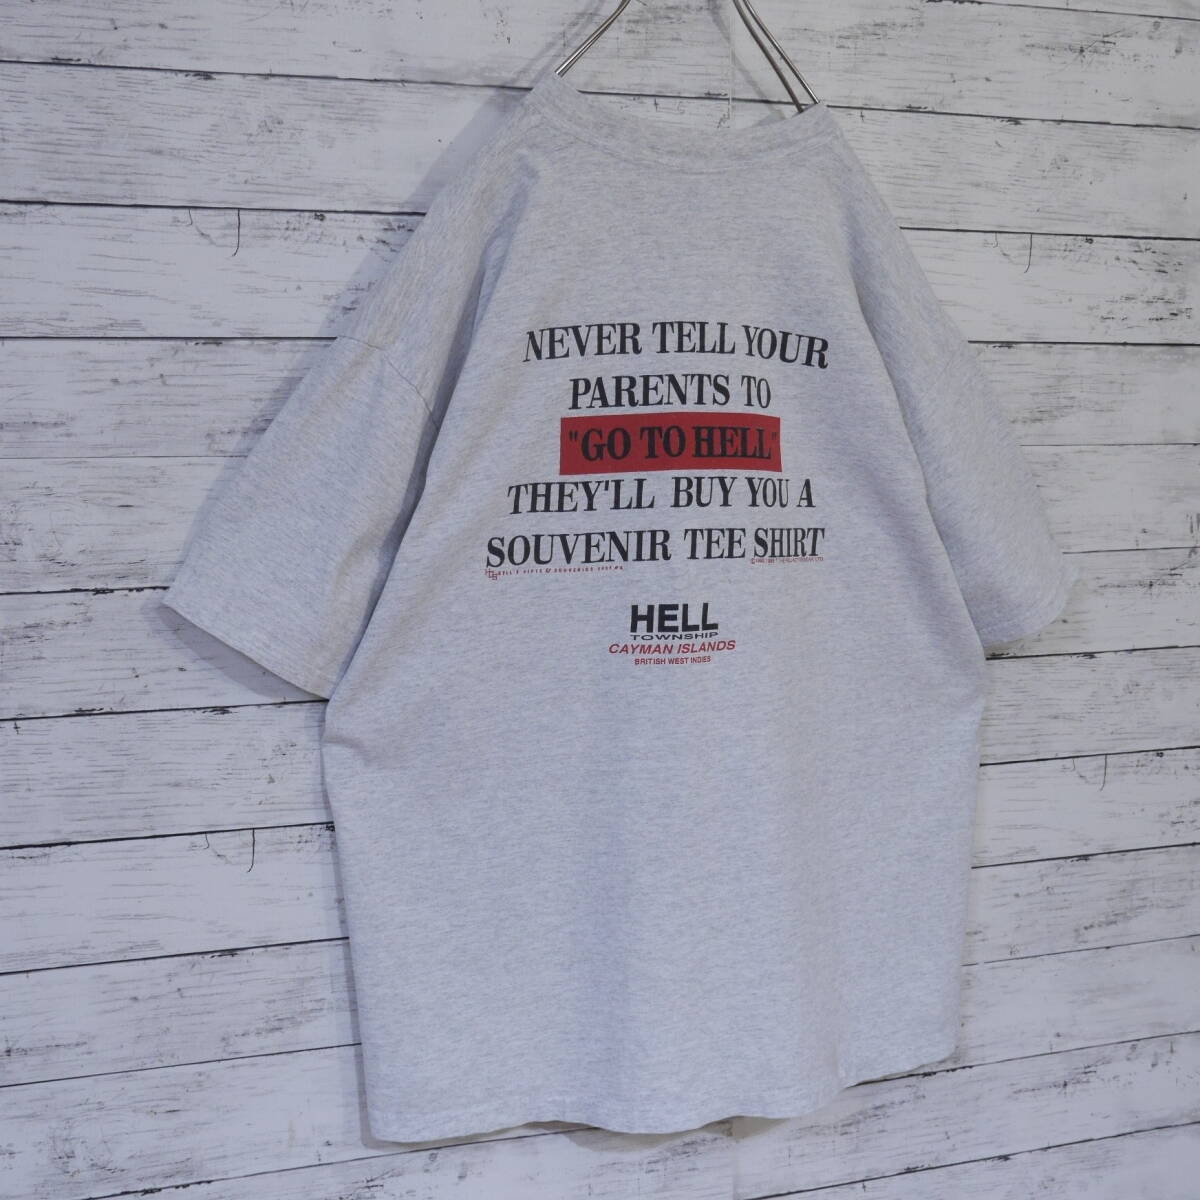 NEVER TELL YOUR
PARENTS TO
"GO TO HELL"
THEY'LL BUY YOU A
SOUVENIR TEE SHIRT
HELL
TOWNSHIP
CAYMAN ISLANDS
BRITISH WEST INDIES